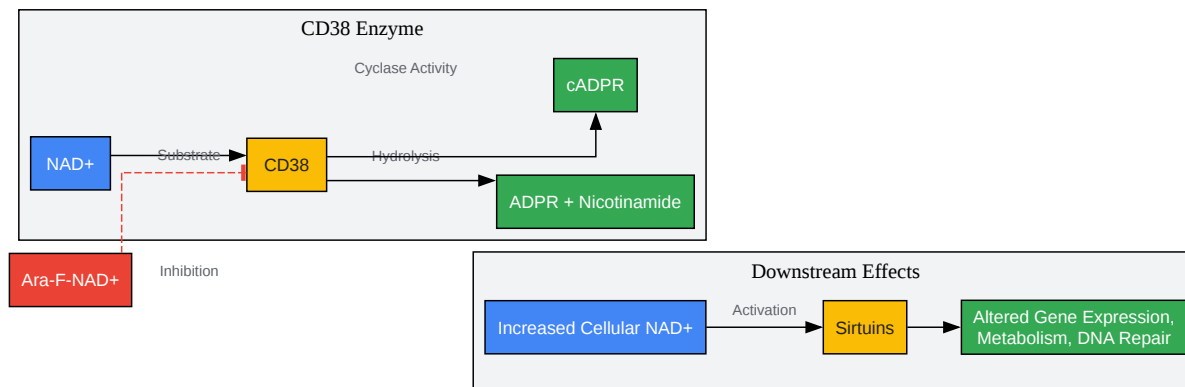 CD38 Enzyme
Cyclase Activity
cADPR
NAD+
Substrate
CD38
Hydrolysis
ADPR + Nicotinamide
Ara-F-NAD+
Inhibition
Downstream Effects
Increased Cellular NAD+
Activation
Sirtuins
Altered Gene Expression,
Metabolism, DNA Repair